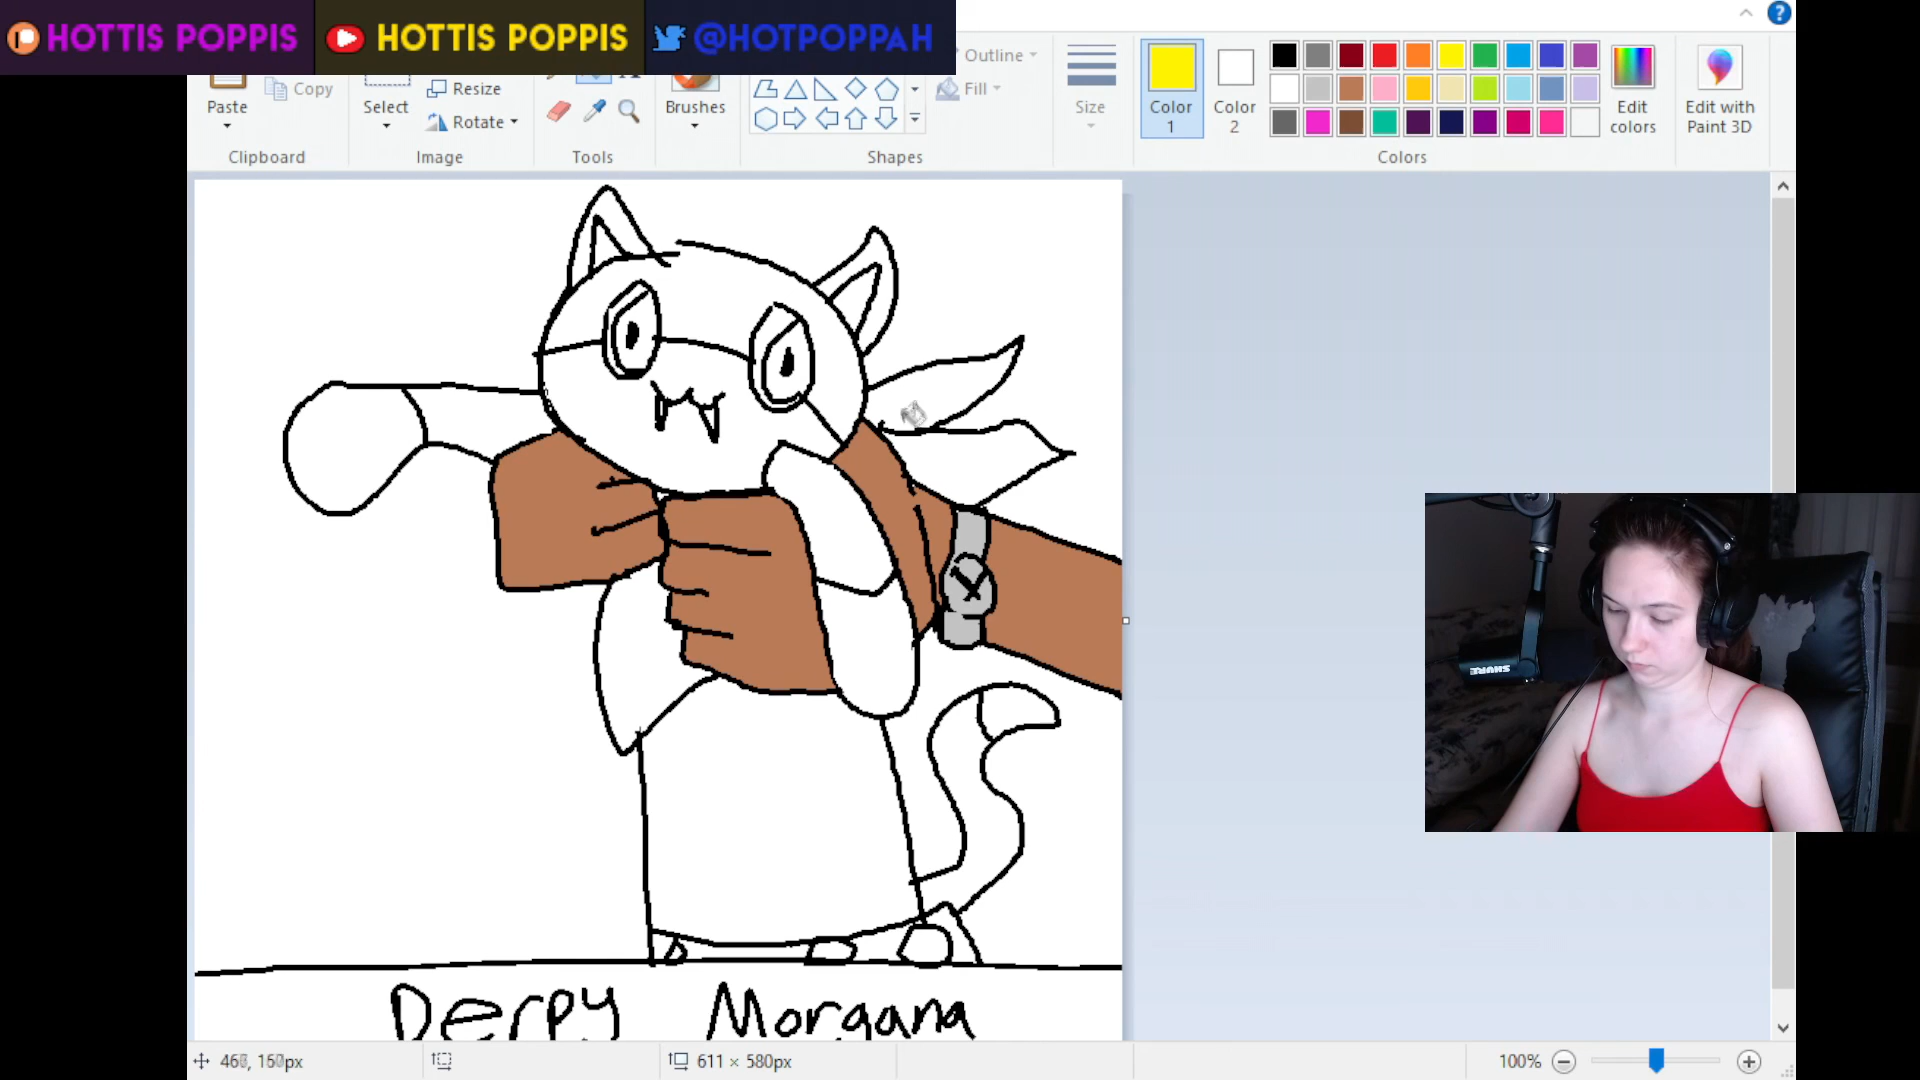 HOTTIS POPPIS HOTTIS POPPIS @HOTPOPPAH
Outline
Paste Copy Select Resize Rotate Brushes Fill Size Color 1 Color 2 Edit colors Edit with Paint 3D
Clipboard Image Tools Shapes Colors
SHURE
Derpy Morgana
611 × 580px 100%